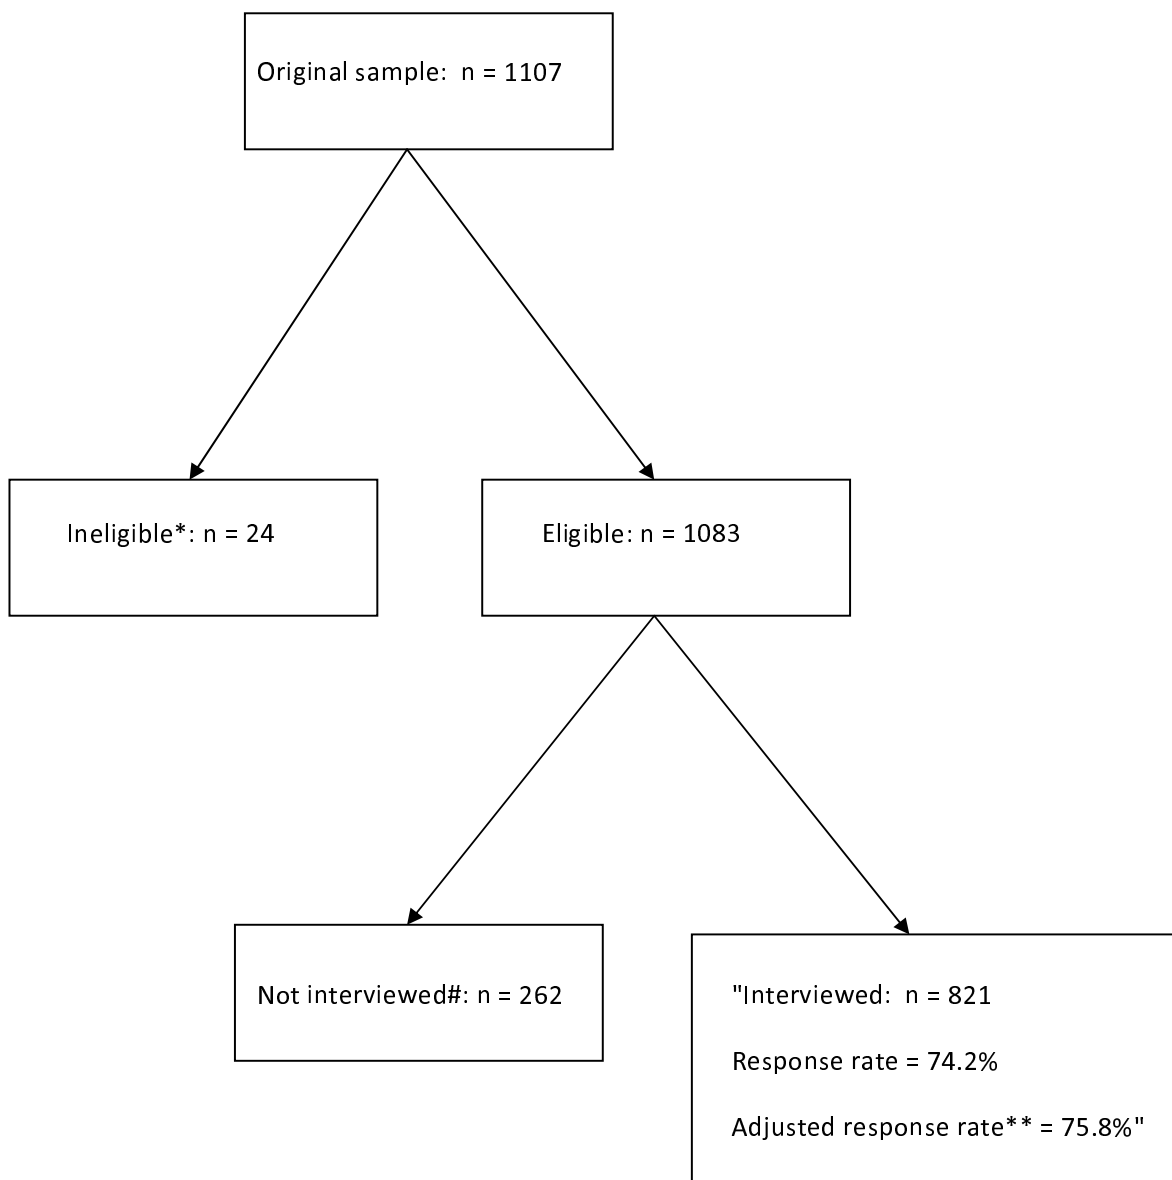 Original sample:  n = 1107
Ineligible*: n = 24
Eligible: n = 1083
Not interviewed#: n = 262
"Interviewed:  n = 821
Response rate = 74.2%
Adjusted response rate** = 75.8%"